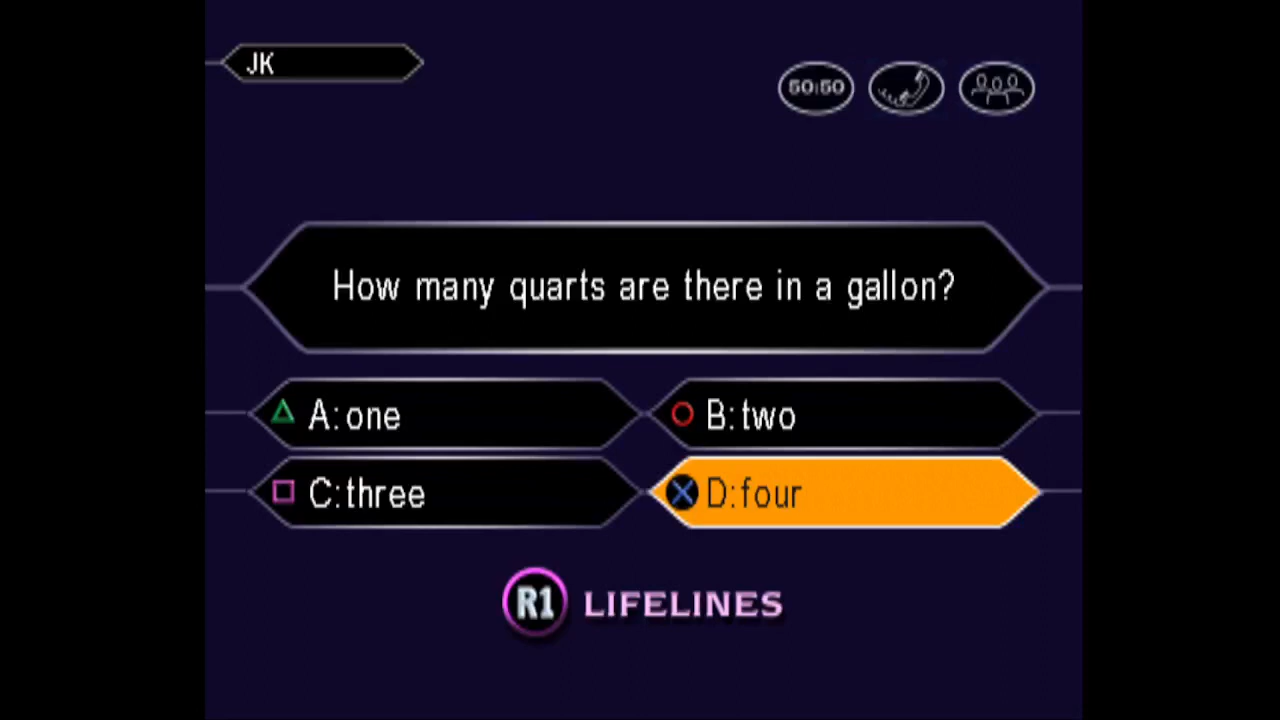 JK
50:50
How many quarts are there in a gallon?
A: one
B: two
C: three
D: four
R1 LIFELINES